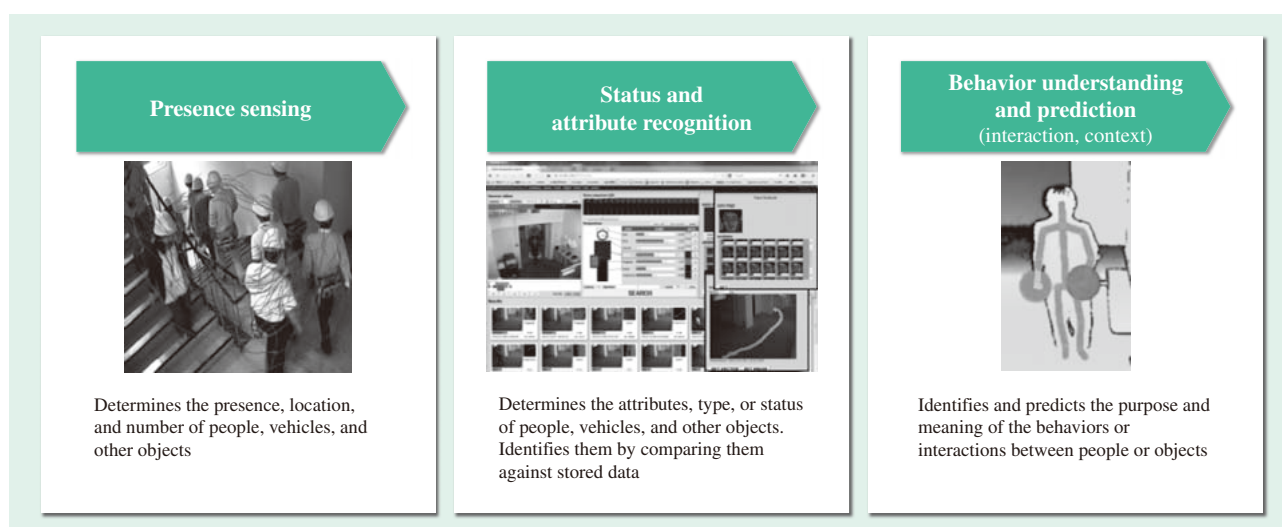 Presence sensing
Determines the presence, location,
and number of people, vehicles, and
other objects
Status and
attribute recognition
SEARCH
Results
Determines the attributes, type, or status
of people, vehicles, and other objects.
Identifies them by comparing them
against stored data
Behavior understanding
and prediction
(interaction, context)
Identifies and predicts the purpose and
meaning of the behaviors or
interactions between people or objects